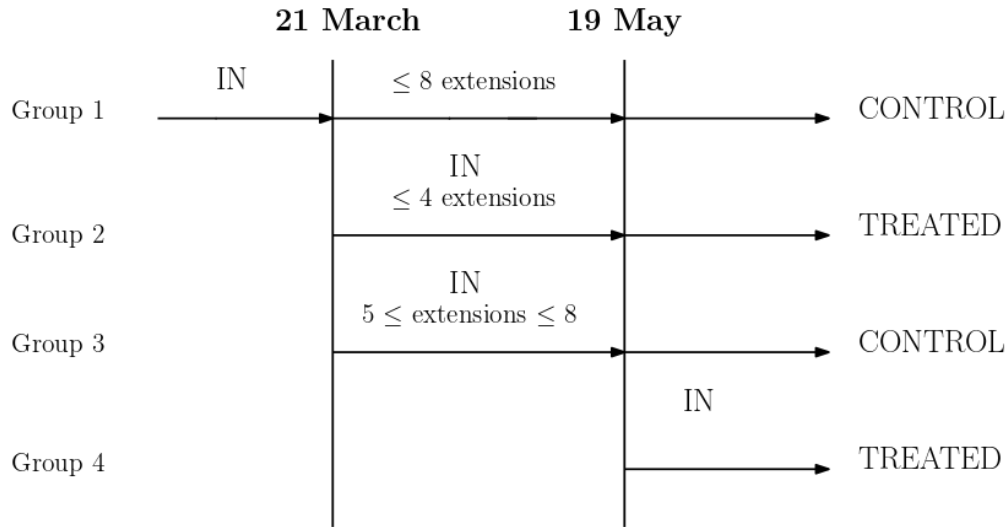 21 March 19 May
IN ≤ 8 extensions
Group 1 CONTROL
IN
≤ 4 extensions
Group 2 TREATED
IN
5 ≤ extensions ≤ 8
Group 3 CONTROL
IN
Group 4 TREATED